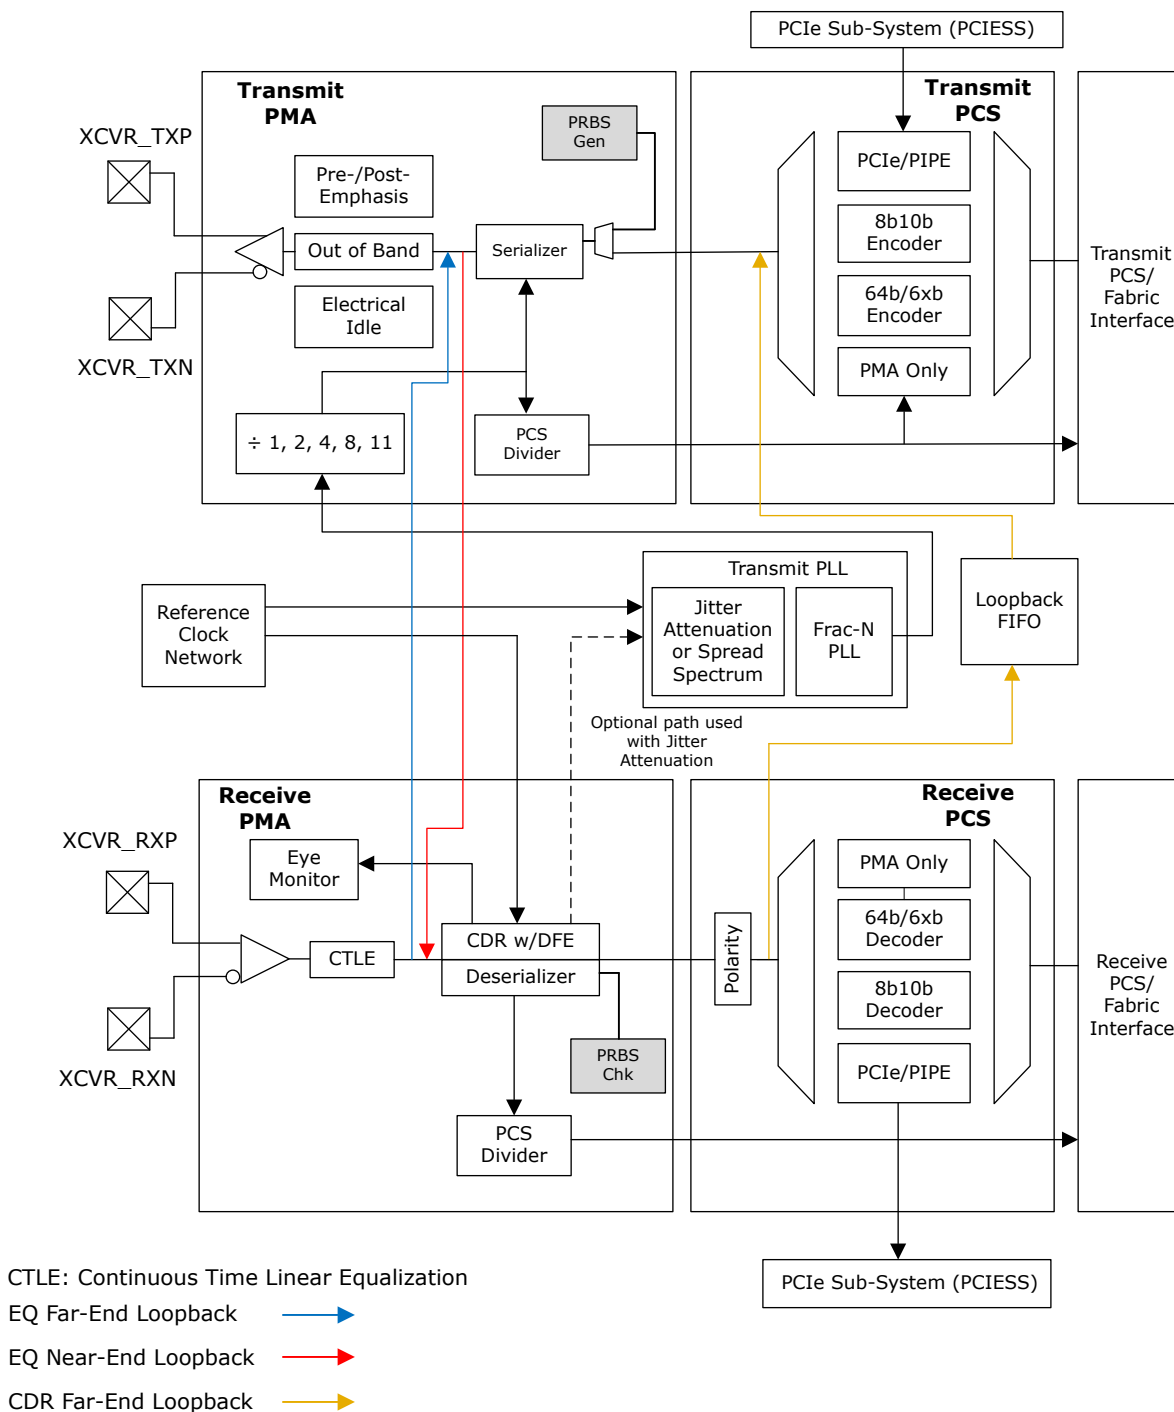 PCIe Sub-System (PCIESS)
Transmit
PMA
Transmit
PCS
XCVR_TXP
PRBS
Gen
PCIe/PIPE
Pre-/Post-
Emphasis
8b10b
Encoder
Out of Band
Serializer
Transmit
PCS/
Fabric
Interface
64b/6xb
Encoder
Electrical
Idle
XCVR_TXN
PMA Only
÷ 1, 2, 4, 8, 11
PCS
Divider
Transmit PLL
Reference
Clock
Network
Jitter
Attenuation
or Spread
Spectrum
Frac-N
PLL
Loopback
FIFO
Optional path used
with Jitter
Attenuation
Receive
PMA
Receive
PCS
XCVR_RXP
Eye
Monitor
PMA Only
64b/6xb
Decoder
CTLE
CDR w/DFE
Deserializer
Polarity
8b10b
Decoder
Receive
PCS/
Fabric
Interface
XCVR_RXN
PRBS
Chk
PCIe/PIPE
PCS
Divider
PCIe Sub-System (PCIESS)
CTLE: Continuous Time Linear Equalization
EQ Far-End Loopback
EQ Near-End Loopback
CDR Far-End Loopback